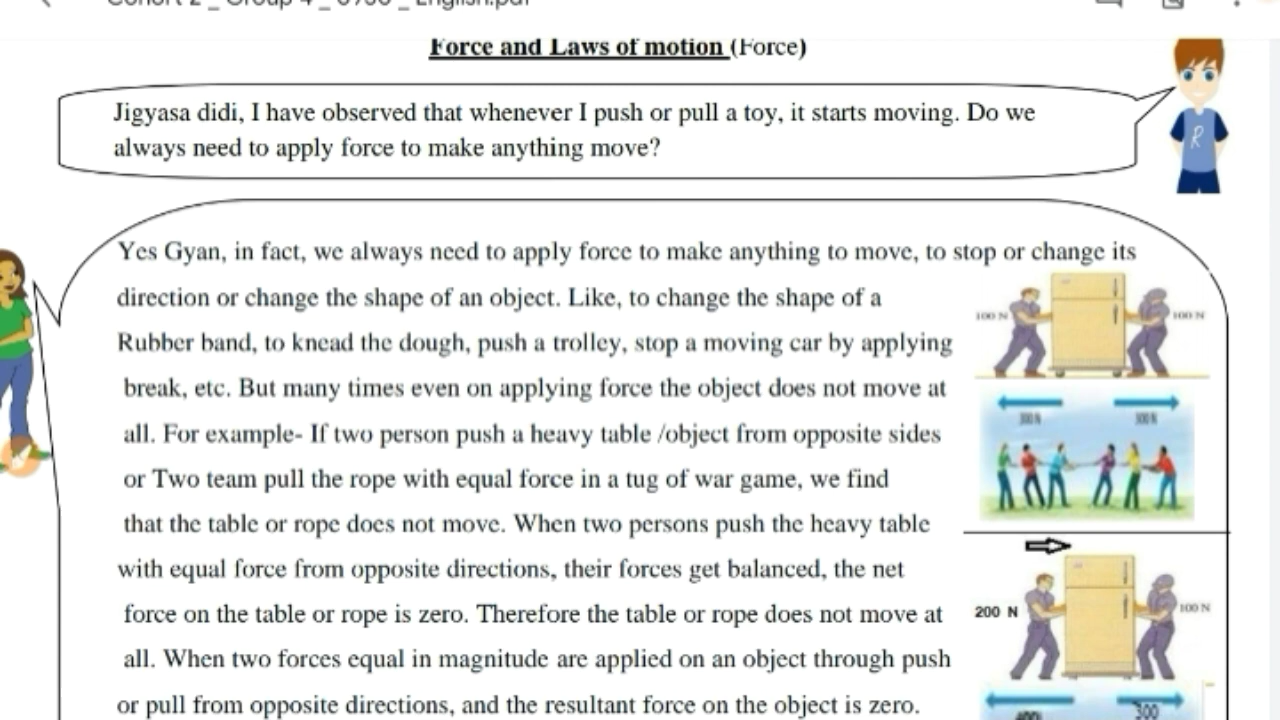 Force and Laws of motion (Force)
Jigyasa didi, I have observed that whenever I push or pull a toy, it starts moving. Do we
always need to apply force to make anything move?
R
Yes Gyan, in fact, we always need to apply force to make anything to move, to stop or change its
direction or change the shape of an object. Like, to change the shape of a
Rubber band, to knead the dough, push a trolley, stop a moving car by applying
break, etc. But many times even on applying force the object does not move at
all. For example- If two person push a heavy table /object from opposite sides
or Two team pull the rope with equal force in a tug of war game, we find
that the table or rope does not move. When two persons push the heavy table
with equal force from opposite directions, their forces get balanced, the net
force on the table or rope is zero. Therefore the table or rope does not move at
all. When two forces equal in magnitude are applied on an object through push
or pull from opposite directions, and the resultant force on the object is zero.
100 N
100 N
200 N
100 N
300